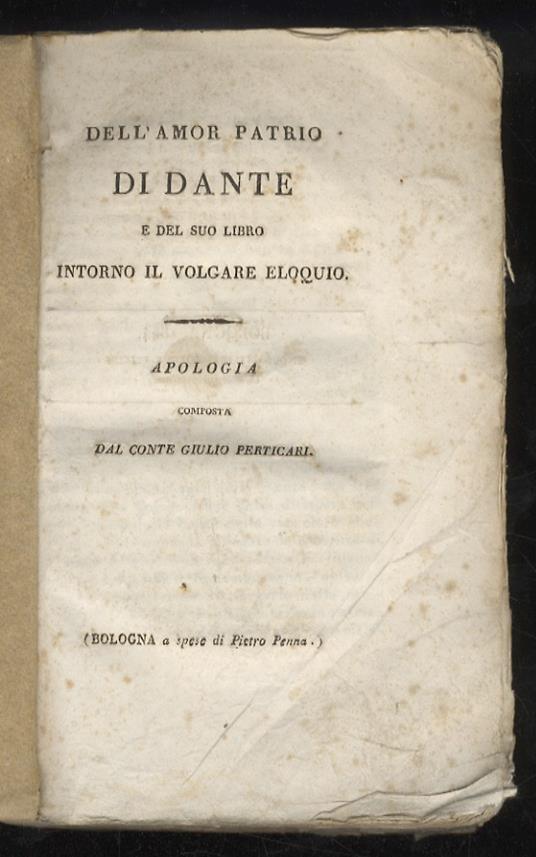 DELL'AMOR PATRIO
DI DANTE
E DEL SUO LIBRO
INTORNO IL VOLGARE ELOQUIO.
APOLOGIA
COMPOSTA
DAL CONTE GIULIO PERTICARI.
(BOLOGNA a spese di Pietro Penna.)